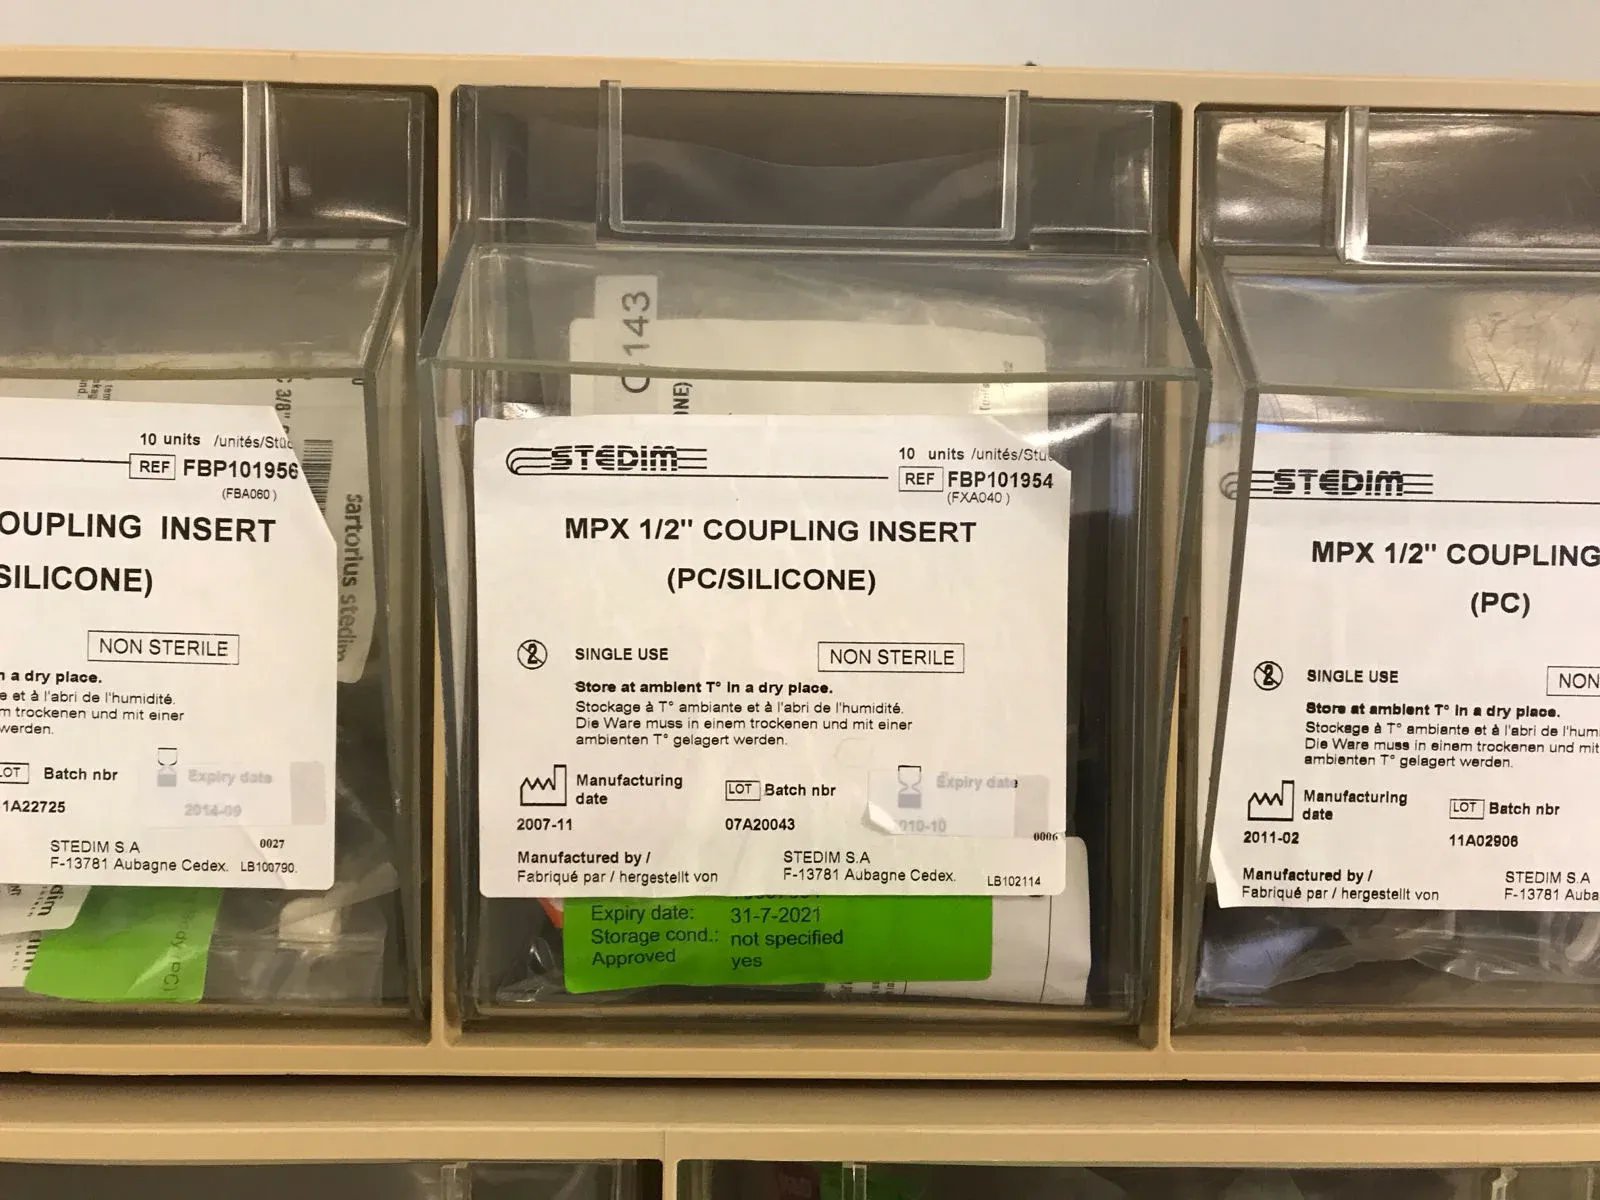 10 units /unités/Stüc
REF FBP101956
(FBA060)
OUPLING INSERT
SILICONE)
NON STERILE
n a dry place.
e et à l'abri de l'humidité.
m trockenen und mit einer
werden.
LOT Batch nbr
1A22725
Expiry date
2014-09
0027
STEDIM S.A
F-13781 Aubagne Cedex. LB100790.
sartorius stedim
3/8"
C143
NE)
STEDIM
10 units /unités/Stüc
REF FBP101954
(FXA040)
MPX 1/2" COUPLING INSERT
(PC/SILICONE)
2 SINGLE USE
NON STERILE
Store at ambient T° in a dry place.
Stockage à T° ambiante et à l'abri de l'humidité.
Die Ware muss in einem trockenen und mit einer
ambienten T° gelagert werden.
Manufacturing
date
2007-11
LOT Batch nbr
07A20043
Expiry date
010-10
0006
Manufactured by /
Fabriqué par / hergestellt von
STEDIM S.A
F-13781 Aubagne Cedex.
LB102114
Expiry date: 31-7-2021
Storage cond.: not specified
Approved yes
STEDIM
MPX 1/2" COUPLING
(PC)
2 SINGLE USE
NON
Store at ambient T° in a dry place.
Stockage à T° ambiante et à l'abri de l'hum
Die Ware muss in einem trockenen und mit
ambienten T° gelagert werden.
Manufacturing
date
2011-02
LOT Batch nbr
11A02906
Manufactured by /
Fabriqué par / hergestellt von
STEDIM S.A
F-13781 Auba